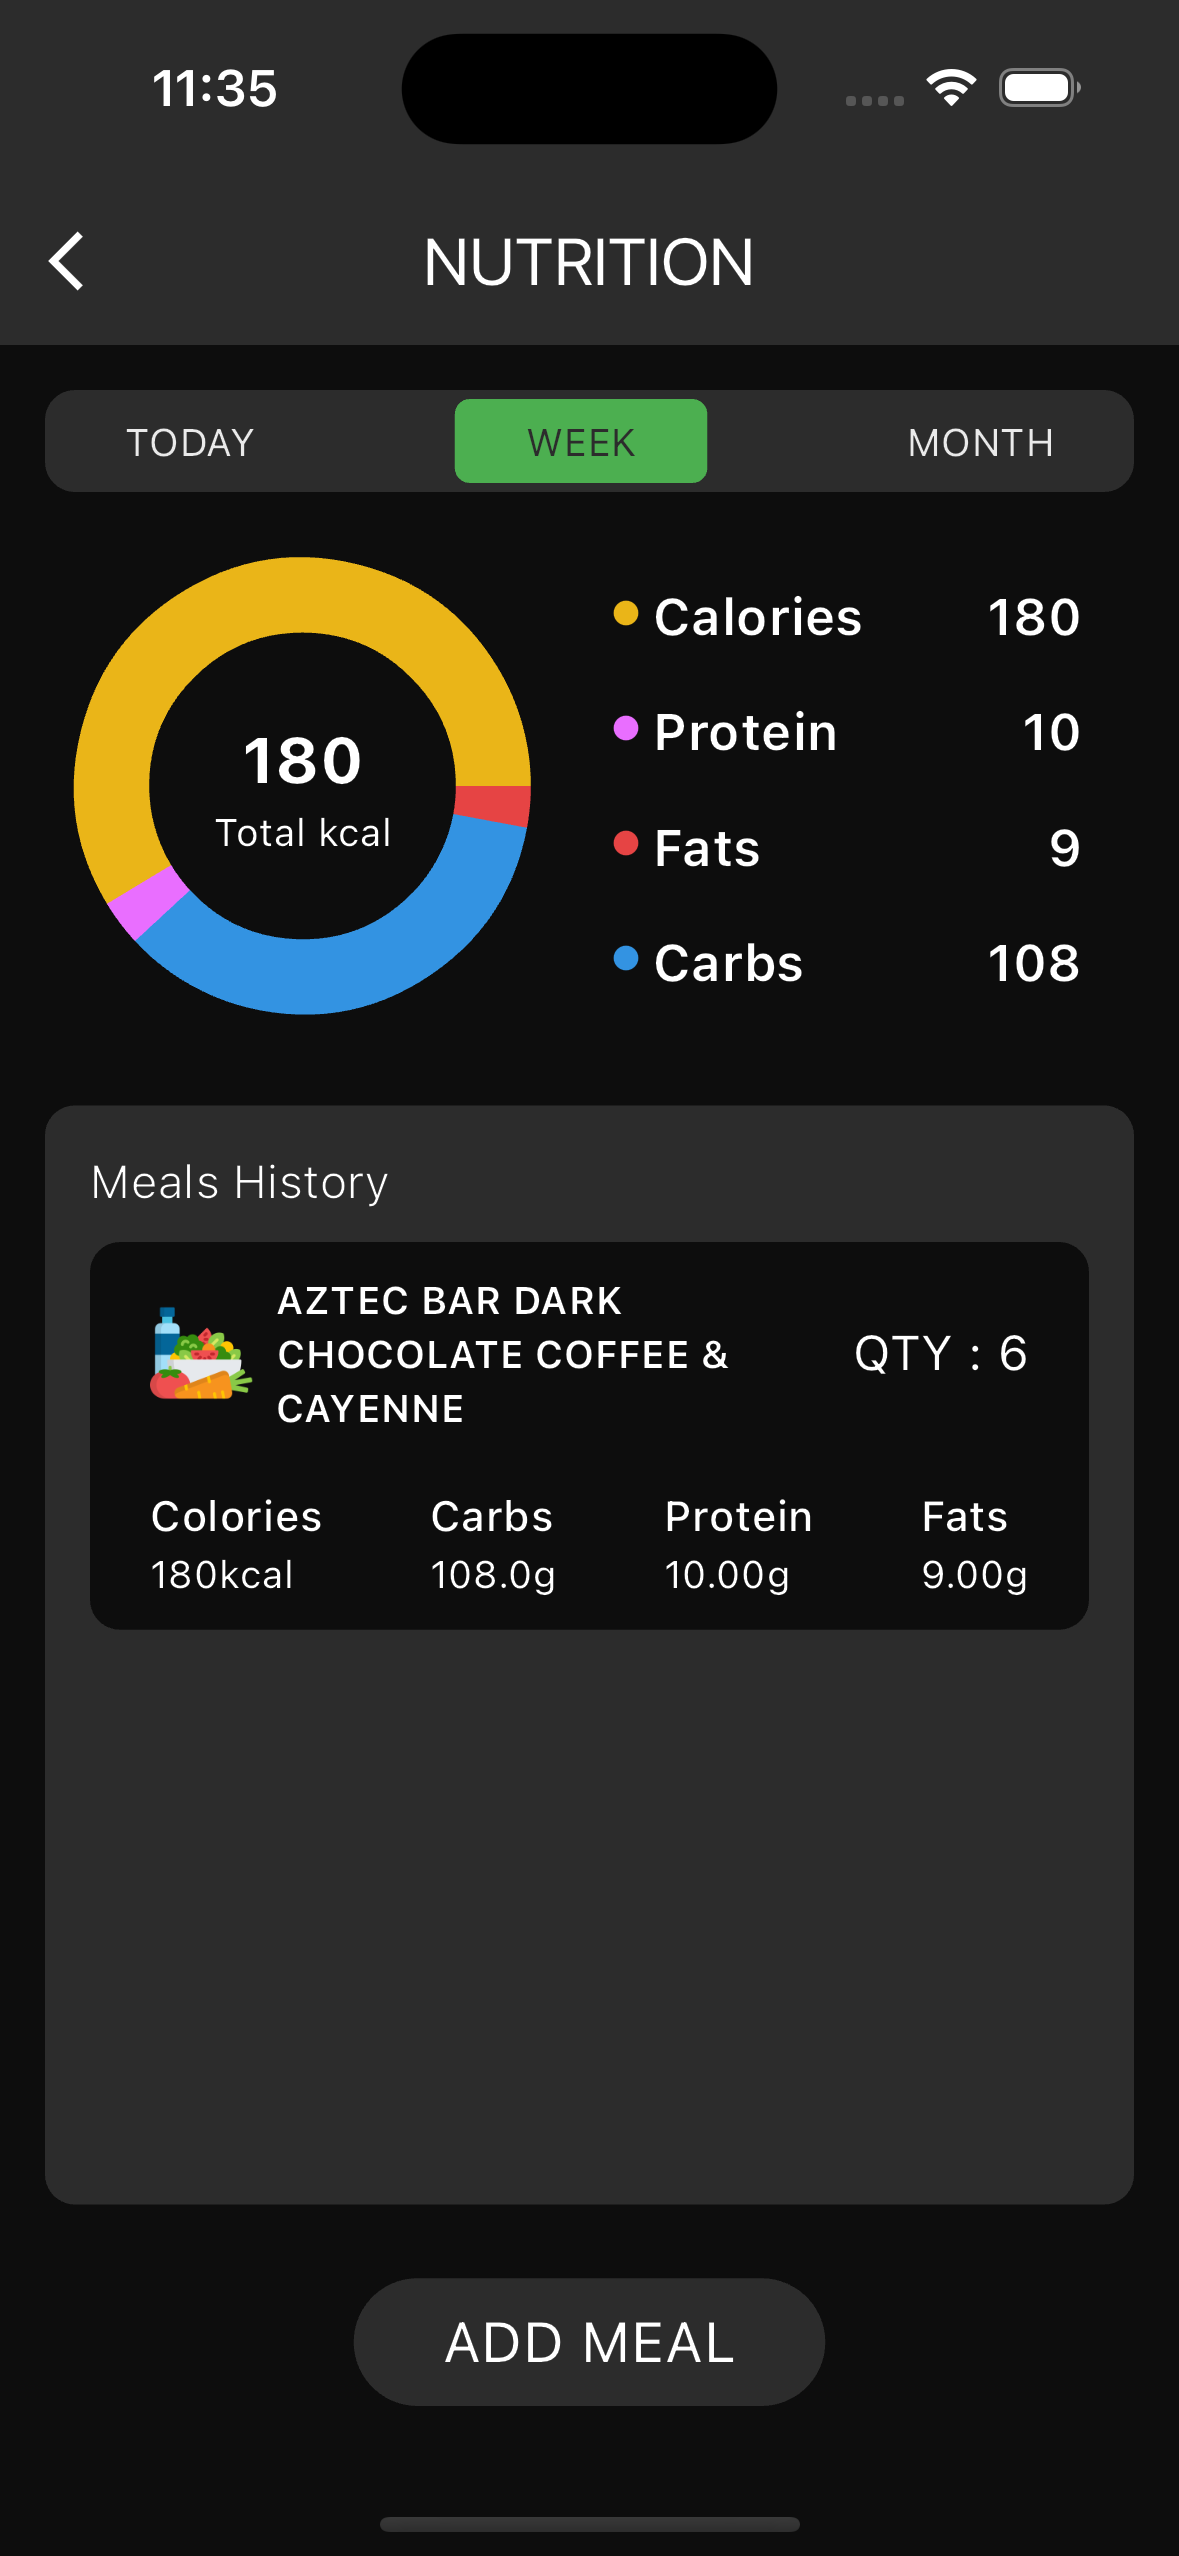 11:35
NUTRITION
TODAY WEEK MONTH
180
Total kcal
Calories 180
Protein 10
Fats 9
Carbs 108
Meals History
AZTEC BAR DARK
CHOCOLATE COFFEE &
CAYENNE
QTY : 6
Colories Carbs Protein Fats
180kcal 108.0g 10.00g 9.00g
ADD MEAL